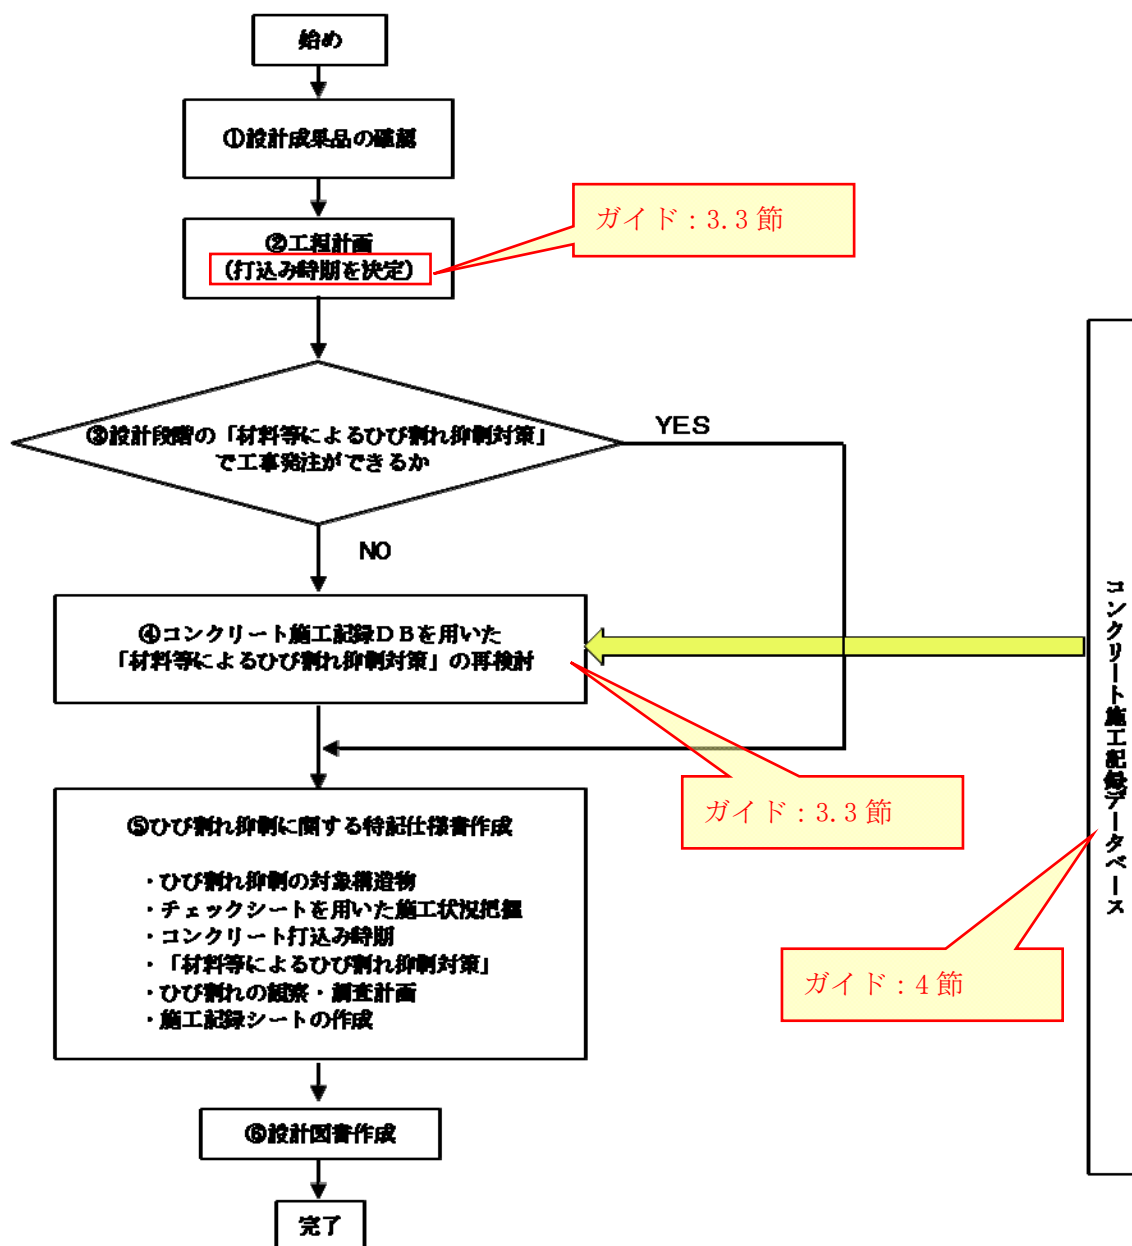 始め
①設計成果品の確認
②工程計画
(打込み時期を決定)
ガイド：3.3 節
③設計段階の「材料等によるひび割れ抑制対策」
で工事発注ができるか
YES
NO
④コンクリート施工記録ＤＢを用いた
「材料等によるひび割れ抑制対策」の再検討
ガイド：3.3 節
⑤ひび割れ抑制に関する特記仕様書作成
・ひび割れ抑制の対象構造物
・チェックシートを用いた施工状況把握
・コンクリート打込み時期
・「材料等によるひび割れ抑制対策」
・ひび割れの観察・調査計画
・施工記録シートの作成
コンクリート施工記録データベース
ガイド：4 節
⑥設計図書作成
完了